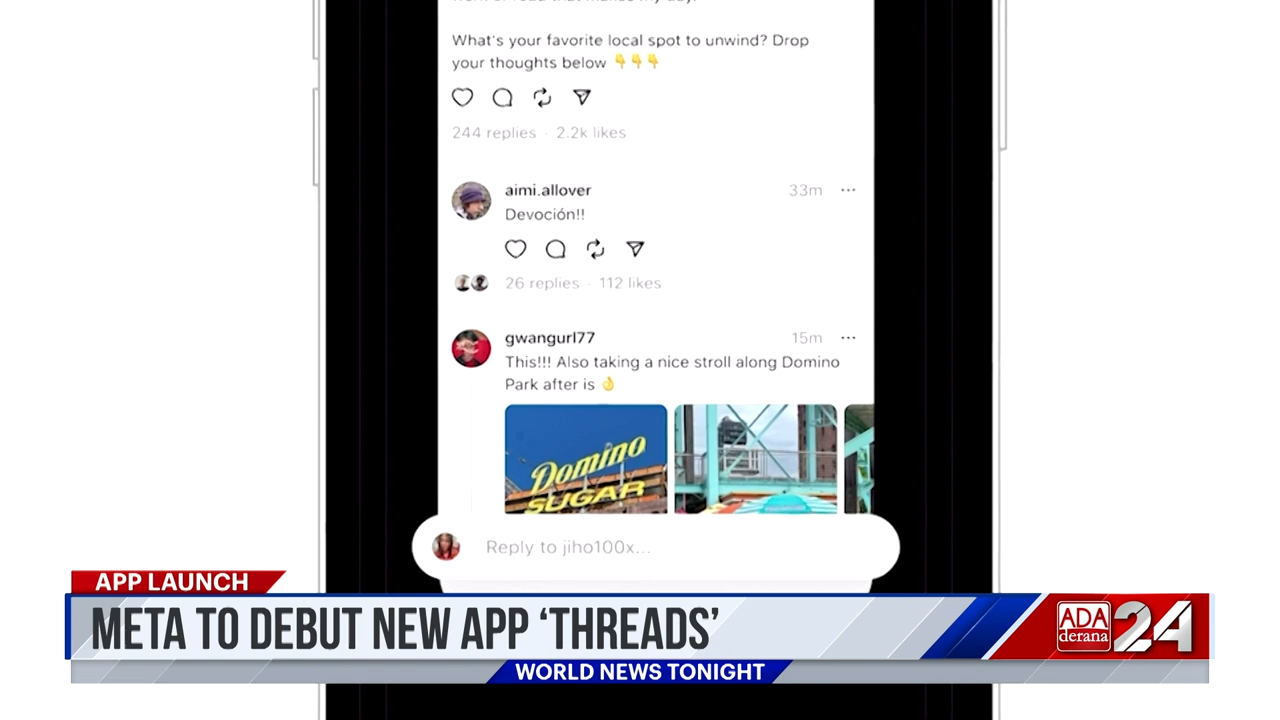 What's your favorite local spot to unwind? Drop
your thoughts below 👇👇👇
244 replies · 2.2k likes
aimi.allover 33m ...
Devoción!!
26 replies · 112 likes
gwangurl77 15m ...
This!!! Also taking a nice stroll along Domino
Park after is 👌
Domino
SUGAR
Reply to jiho100x...
APP LAUNCH
META TO DEBUT NEW APP ‘THREADS’
ADA
derana
24
WORLD NEWS TONIGHT